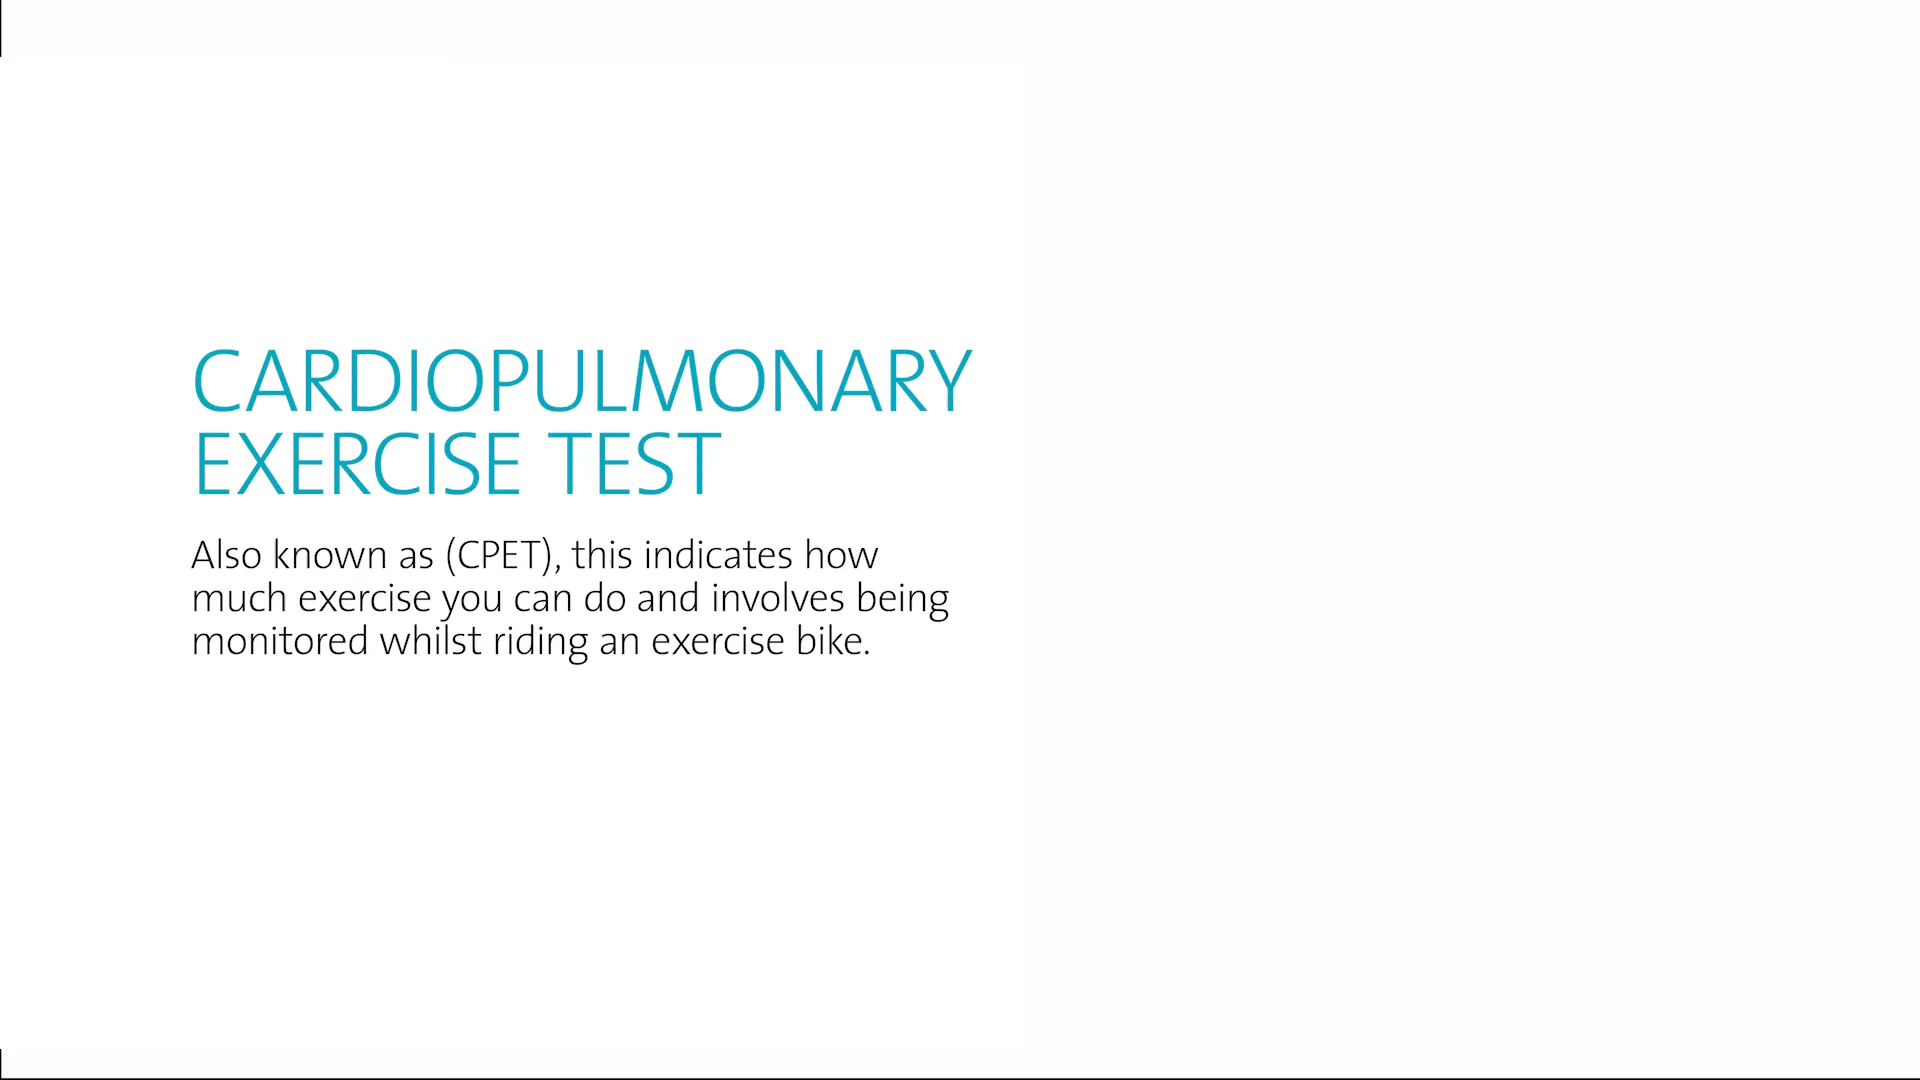 CARDIOPULMONARY
EXERCISE TEST
Also known as (CPET), this indicates how
much exercise you can do and involves being
monitored whilst riding an exercise bike.